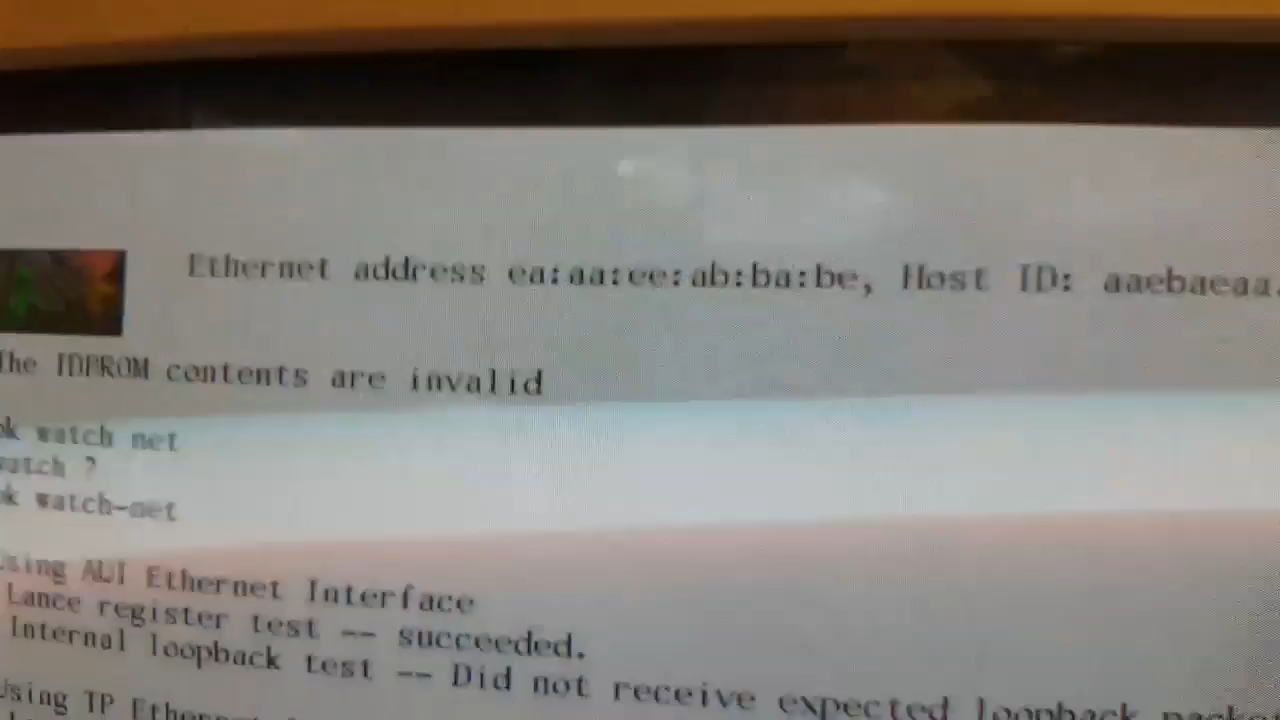 Ethernet address ea:aa:ee:ab:ba:be, Host ID: aaebaeaa.
The IDPROM contents are invalid
ok watch net
watch ?
ok watch-net
Using AUI Ethernet Interface
Lance register test -- succeeded.
Internal loopback test -- Did not receive expected loopback packet
Using TP Ethernet